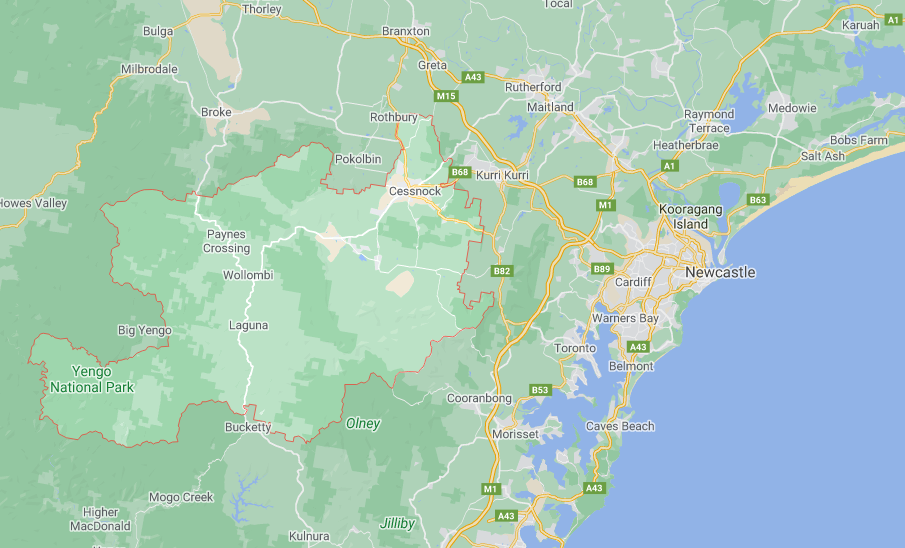 Tocal
Thorley
A1
Karuah
Bulga
Branxton
Greta
Milbrodale
A43
Rutherford
M15
Maitland
Medowie
Broke
Rothbury
Raymond
Terrace
Heatherbrae
Bobs Farm
Pokolbin
Salt Ash
A1
B68
Kurri Kurri
B68
Cessnock
Howes Valley
M1
B63
Kooragang
Island
Paynes
Crossing
Wollombi
B82
B89
Newcastle
Cardiff
Laguna
Big Yengo
Warners Bay
Toronto
A43
Belmont
Yengo
National Park
B53
Cooranbong
Olney
Bucketty
Morisset
Caves Beach
M1
A43
Mogo Creek
Higher
MacDonald
A43
Jilliby
Kulnura